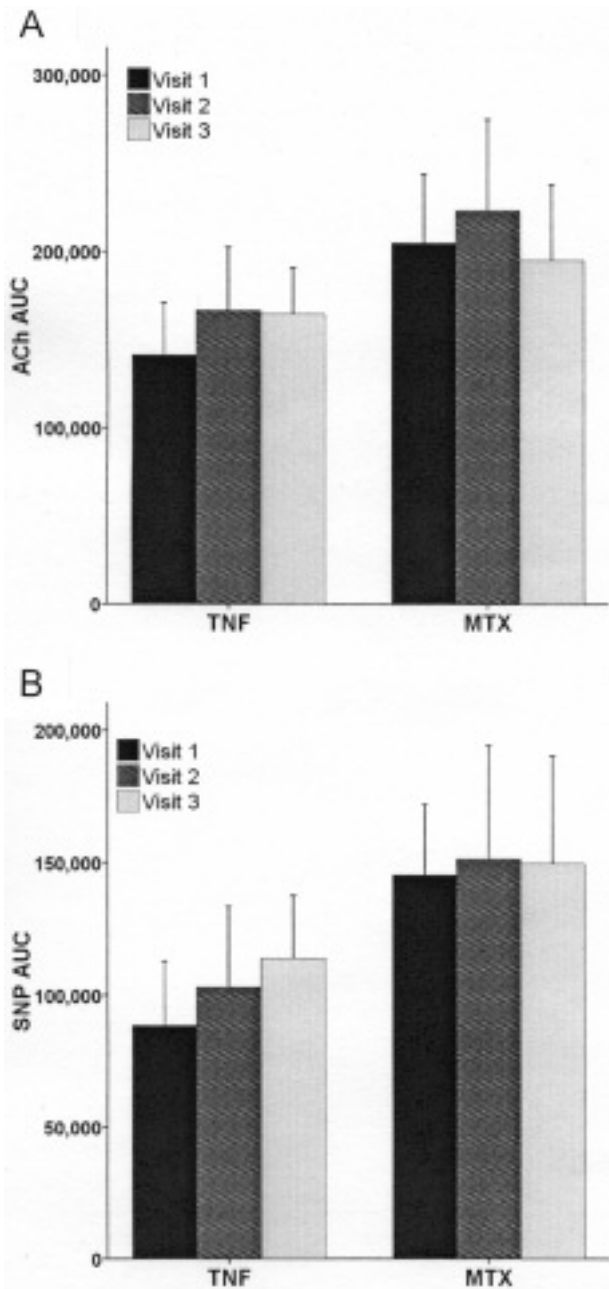 A
300,000
Visit 1
Visit 2
Visit 3
200,000
ACh AUC
100,000
0
TNF MTX
B
200,000
Visit 1
Visit 2
Visit 3
150,000
SNP AUC
100,000
50,000
0
TNF MTX